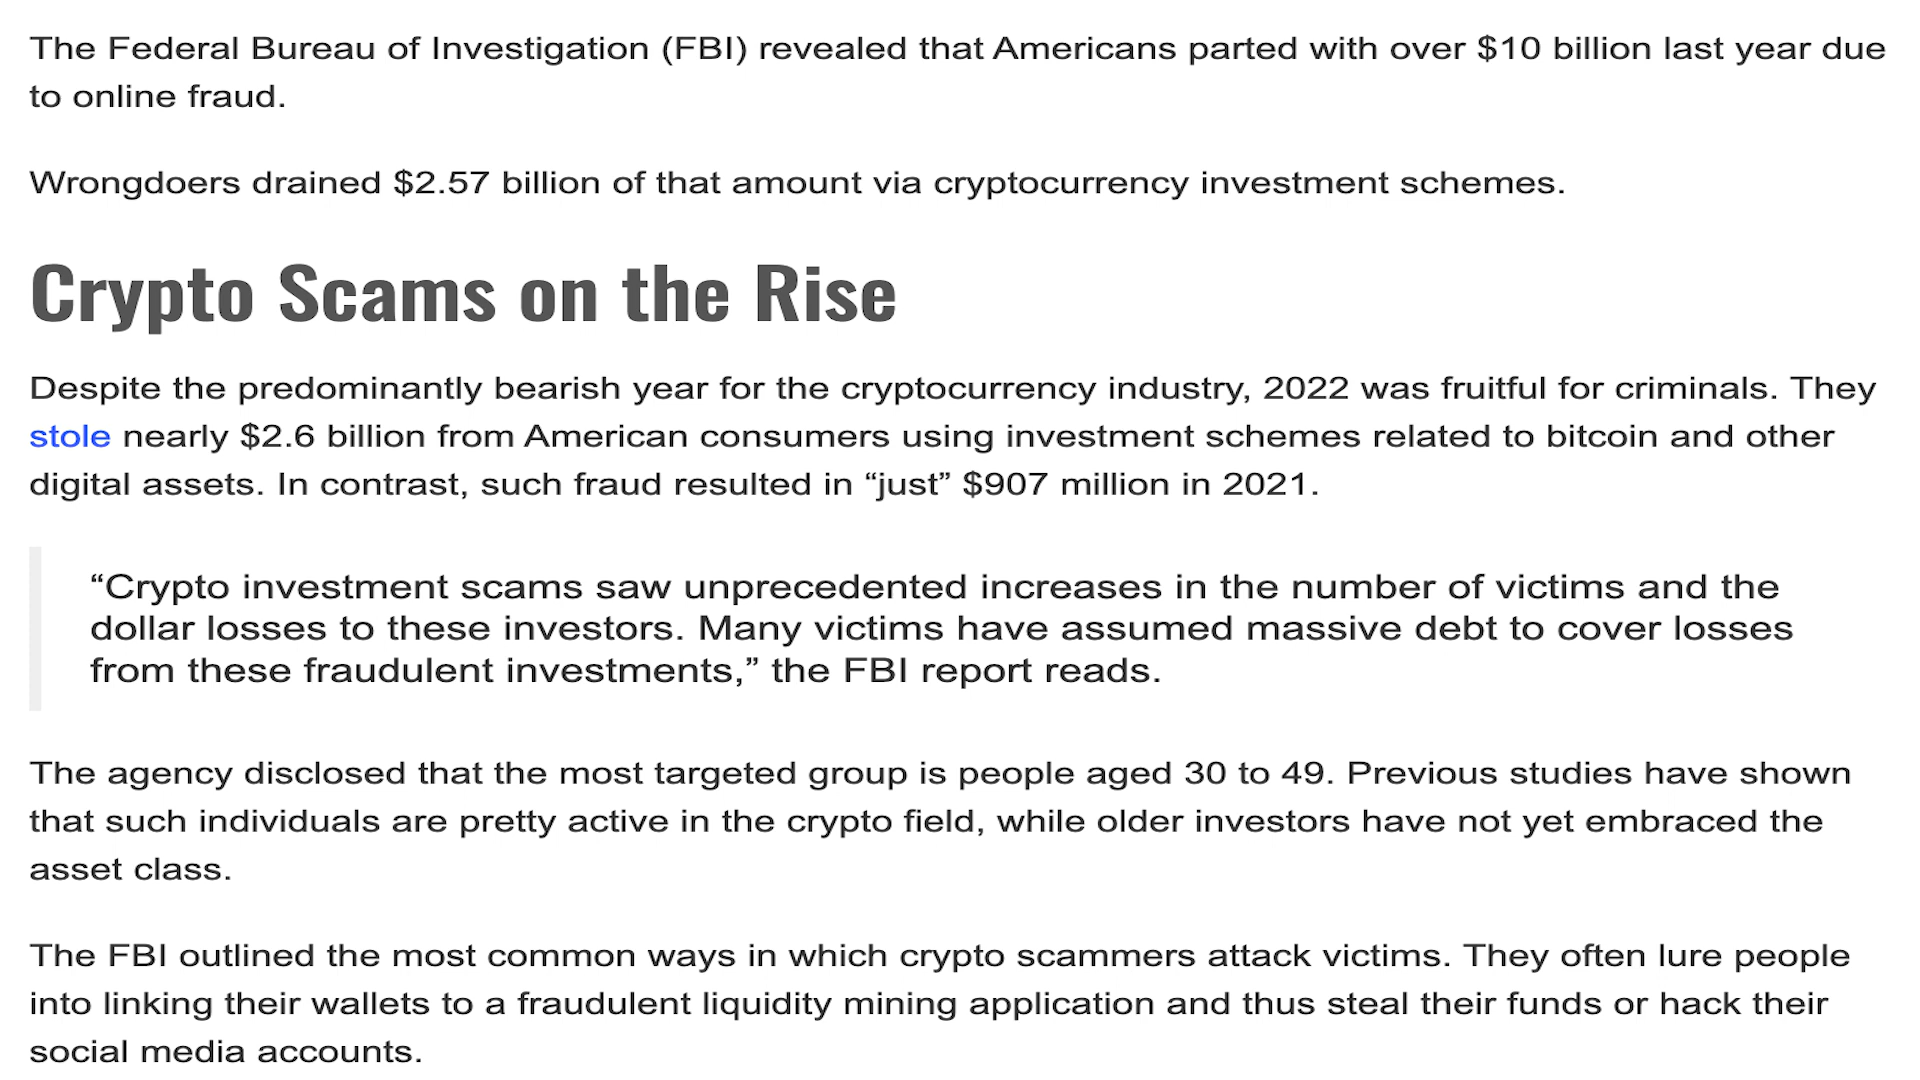 The Federal Bureau of Investigation (FBI) revealed that Americans parted with over $10 billion last year due
to online fraud.
Wrongdoers drained $2.57 billion of that amount via cryptocurrency investment schemes.
Crypto Scams on the Rise
Despite the predominantly bearish year for the cryptocurrency industry, 2022 was fruitful for criminals. They
stole nearly $2.6 billion from American consumers using investment schemes related to bitcoin and other
digital assets. In contrast, such fraud resulted in “just” $907 million in 2021.
“Crypto investment scams saw unprecedented increases in the number of victims and the
dollar losses to these investors. Many victims have assumed massive debt to cover losses
from these fraudulent investments,” the FBI report reads.
The agency disclosed that the most targeted group is people aged 30 to 49. Previous studies have shown
that such individuals are pretty active in the crypto field, while older investors have not yet embraced the
asset class.
The FBI outlined the most common ways in which crypto scammers attack victims. They often lure people
into linking their wallets to a fraudulent liquidity mining application and thus steal their funds or hack their
social media accounts.